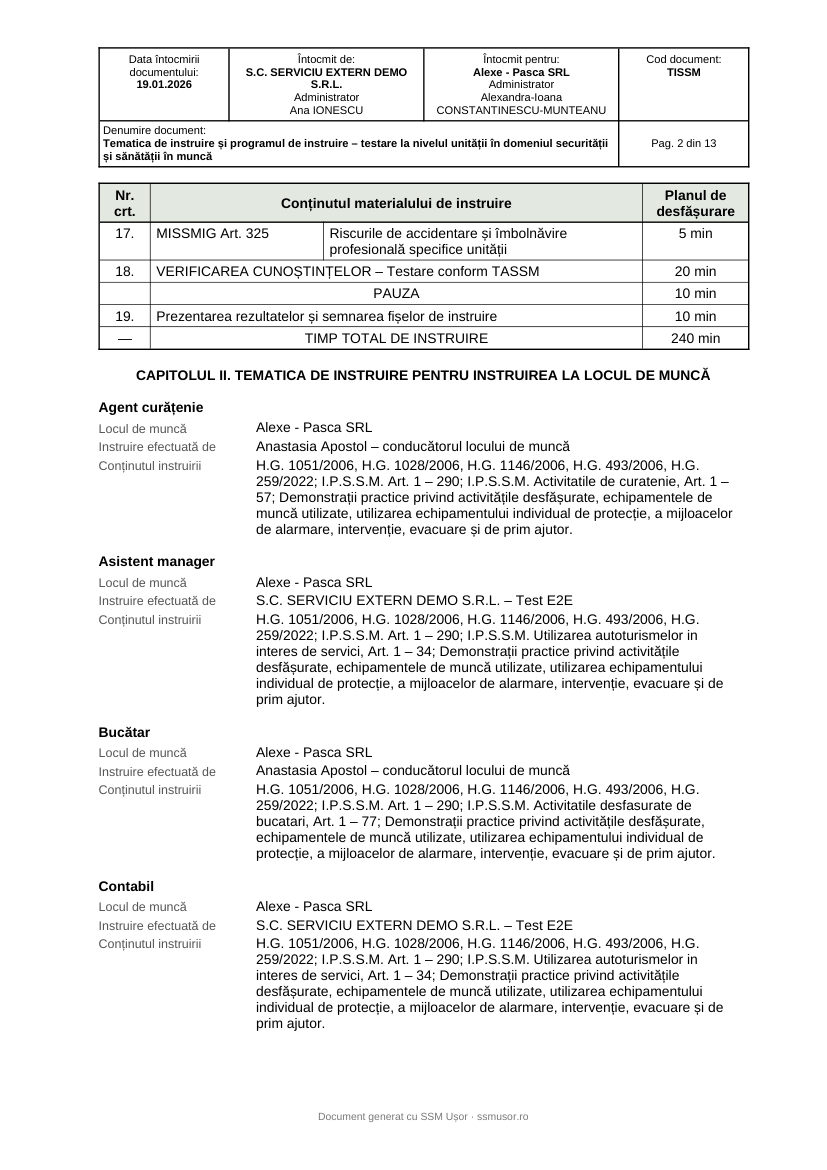 Data întocmirii
documentului:
19.01.2026
Întocmit de:
S.C. SERVICIU EXTERN DEMO
S.R.L.
Administrator
Ana IONESCU
Întocmit pentru:
Alexe - Pasca SRL
Administrator
Alexandra-Ioana
CONSTANTINESCU-MUNTEANU
Cod document:
TISSM
Denumire document:
Tematica de instruire și programul de instruire – testare la nivelul unității în domeniul securității
și sănătății în muncă
Pag. 2 din 13
Nr.
crt.
Conținutul materialului de instruire
Planul de
desfășurare
17.
MISSMIG Art. 325
Riscurile de accidentare și îmbolnăvire
profesională specifice unității
5 min
18.
VERIFICAREA CUNOȘTINȚELOR – Testare conform TASSM
20 min
PAUZA
10 min
19.
Prezentarea rezultatelor și semnarea fișelor de instruire
10 min
—
TIMP TOTAL DE INSTRUIRE
240 min
CAPITOLUL II. TEMATICA DE INSTRUIRE PENTRU INSTRUIREA LA LOCUL DE MUNCĂ
Agent curățenie
Locul de muncă
Alexe - Pasca SRL
Instruire efectuată de
Anastasia Apostol – conducătorul locului de muncă
Conținutul instruirii
H.G. 1051/2006, H.G. 1028/2006, H.G. 1146/2006, H.G. 493/2006, H.G.
259/2022; I.P.S.S.M. Art. 1 – 290; I.P.S.S.M. Activitatile de curatenie, Art. 1 –
57; Demonstrații practice privind activitățile desfășurate, echipamentele de
muncă utilizate, utilizarea echipamentului individual de protecție, a mijloacelor
de alarmare, intervenție, evacuare și de prim ajutor.
Asistent manager
Locul de muncă
Alexe - Pasca SRL
Instruire efectuată de
S.C. SERVICIU EXTERN DEMO S.R.L. – Test E2E
Conținutul instruirii
H.G. 1051/2006, H.G. 1028/2006, H.G. 1146/2006, H.G. 493/2006, H.G.
259/2022; I.P.S.S.M. Art. 1 – 290; I.P.S.S.M. Utilizarea autoturismelor in
interes de servici, Art. 1 – 34; Demonstrații practice privind activitățile
desfășurate, echipamentele de muncă utilizate, utilizarea echipamentului
individual de protecție, a mijloacelor de alarmare, intervenție, evacuare și de
prim ajutor.
Bucătar
Locul de muncă
Alexe - Pasca SRL
Instruire efectuată de
Anastasia Apostol – conducătorul locului de muncă
Conținutul instruirii
H.G. 1051/2006, H.G. 1028/2006, H.G. 1146/2006, H.G. 493/2006, H.G.
259/2022; I.P.S.S.M. Art. 1 – 290; I.P.S.S.M. Activitatile desfasurate de
bucatari, Art. 1 – 77; Demonstrații practice privind activitățile desfășurate,
echipamentele de muncă utilizate, utilizarea echipamentului individual de
protecție, a mijloacelor de alarmare, intervenție, evacuare și de prim ajutor.
Contabil
Locul de muncă
Alexe - Pasca SRL
Instruire efectuată de
S.C. SERVICIU EXTERN DEMO S.R.L. – Test E2E
Conținutul instruirii
H.G. 1051/2006, H.G. 1028/2006, H.G. 1146/2006, H.G. 493/2006, H.G.
259/2022; I.P.S.S.M. Art. 1 – 290; I.P.S.S.M. Utilizarea autoturismelor in
interes de servici, Art. 1 – 34; Demonstrații practice privind activitățile
desfășurate, echipamentele de muncă utilizate, utilizarea echipamentului
individual de protecție, a mijloacelor de alarmare, intervenție, evacuare și de
prim ajutor.
Document generat cu SSM Ușor · ssmusor.ro